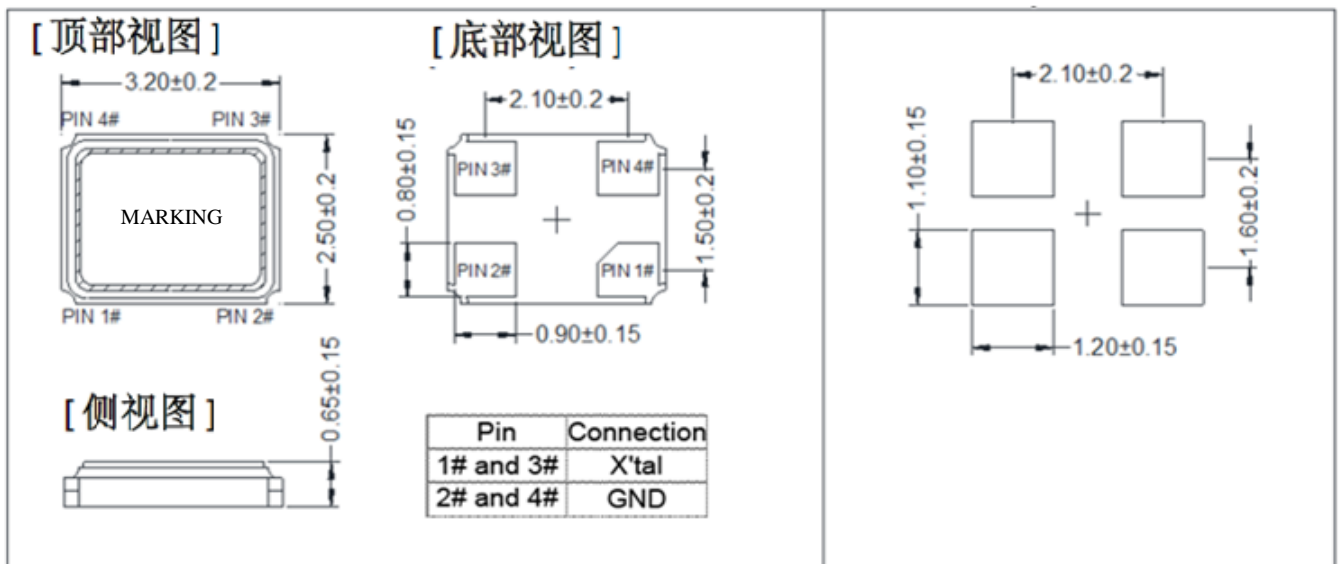 [顶部视图]
3.20±0.2
PIN 4# PIN 3#
MARKING
2.50±0.2
PIN 1# PIN 2#
[底部视图]
2.10±0.2
0.80±0.15
PIN 3# PIN 4#
1.50±0.2
PIN 2# PIN 1#
0.90±0.15
[侧视图]
0.65±0.15
Pin Connection
1# and 3# X'tal
2# and 4# GND
2.10±0.2
1.10±0.15
1.60±0.2
1.20±0.15